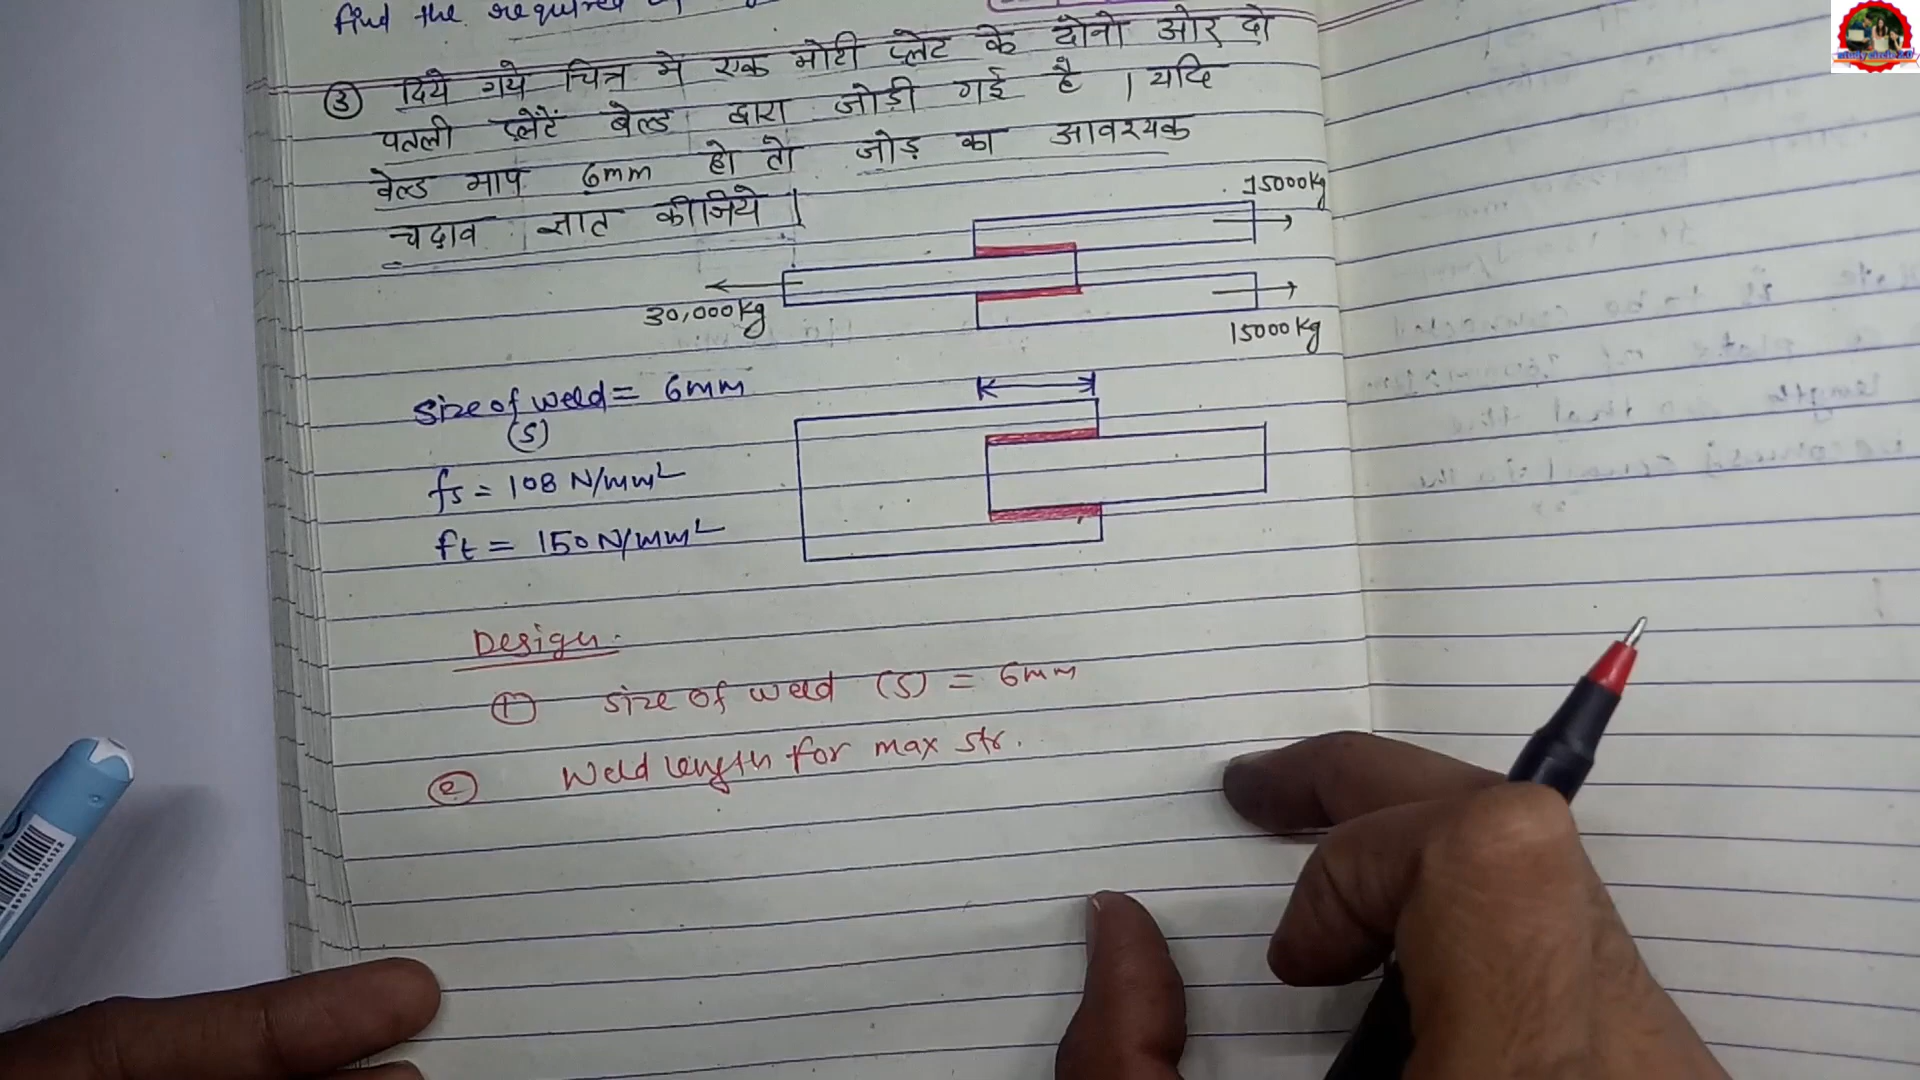 find the required
③ दिये गये चित्र मे एक मोटी प्लेट के दोनो ओर दो
पतली प्लेटें वेल्ड द्वारा जोड़ी गई है । यदि
वेल्ड माप 6mm हो तो जोड़ का आवश्यक
चढ़ाव ज्ञात कीजिये ।
15000kg
30,000kg
15000kg
size of weld = 6mm
(S)
fs = 108 N/mm²
ft = 150 N/mm²
Design.
① size of weld (S) = 6mm
② Weld length for max str.